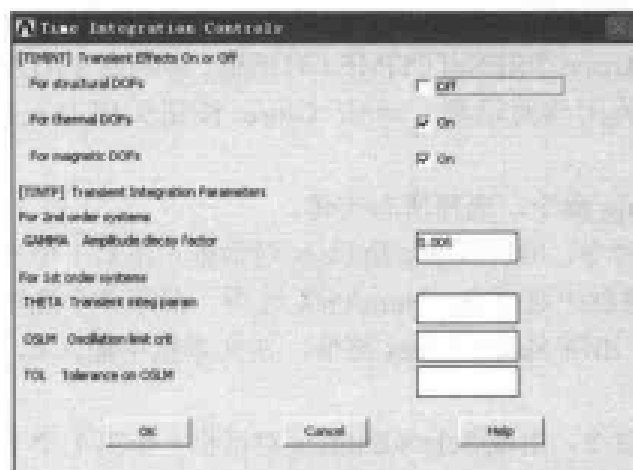 Time Integration Controls
[TIMINT] Transient Effects On or Off
For structural DOFs
Off
For thermal DOFs
On
For magnetic DOFs
On
[TINTP] Transient Integration Parameters
For 2nd order systems
GAMMA Amplitude decay factor
0.005
For 1st order systems
THETA Transient integ param
OSLM Oscillation limit crit
TOL Tolerance on OSLM
OK
Cancel
Help